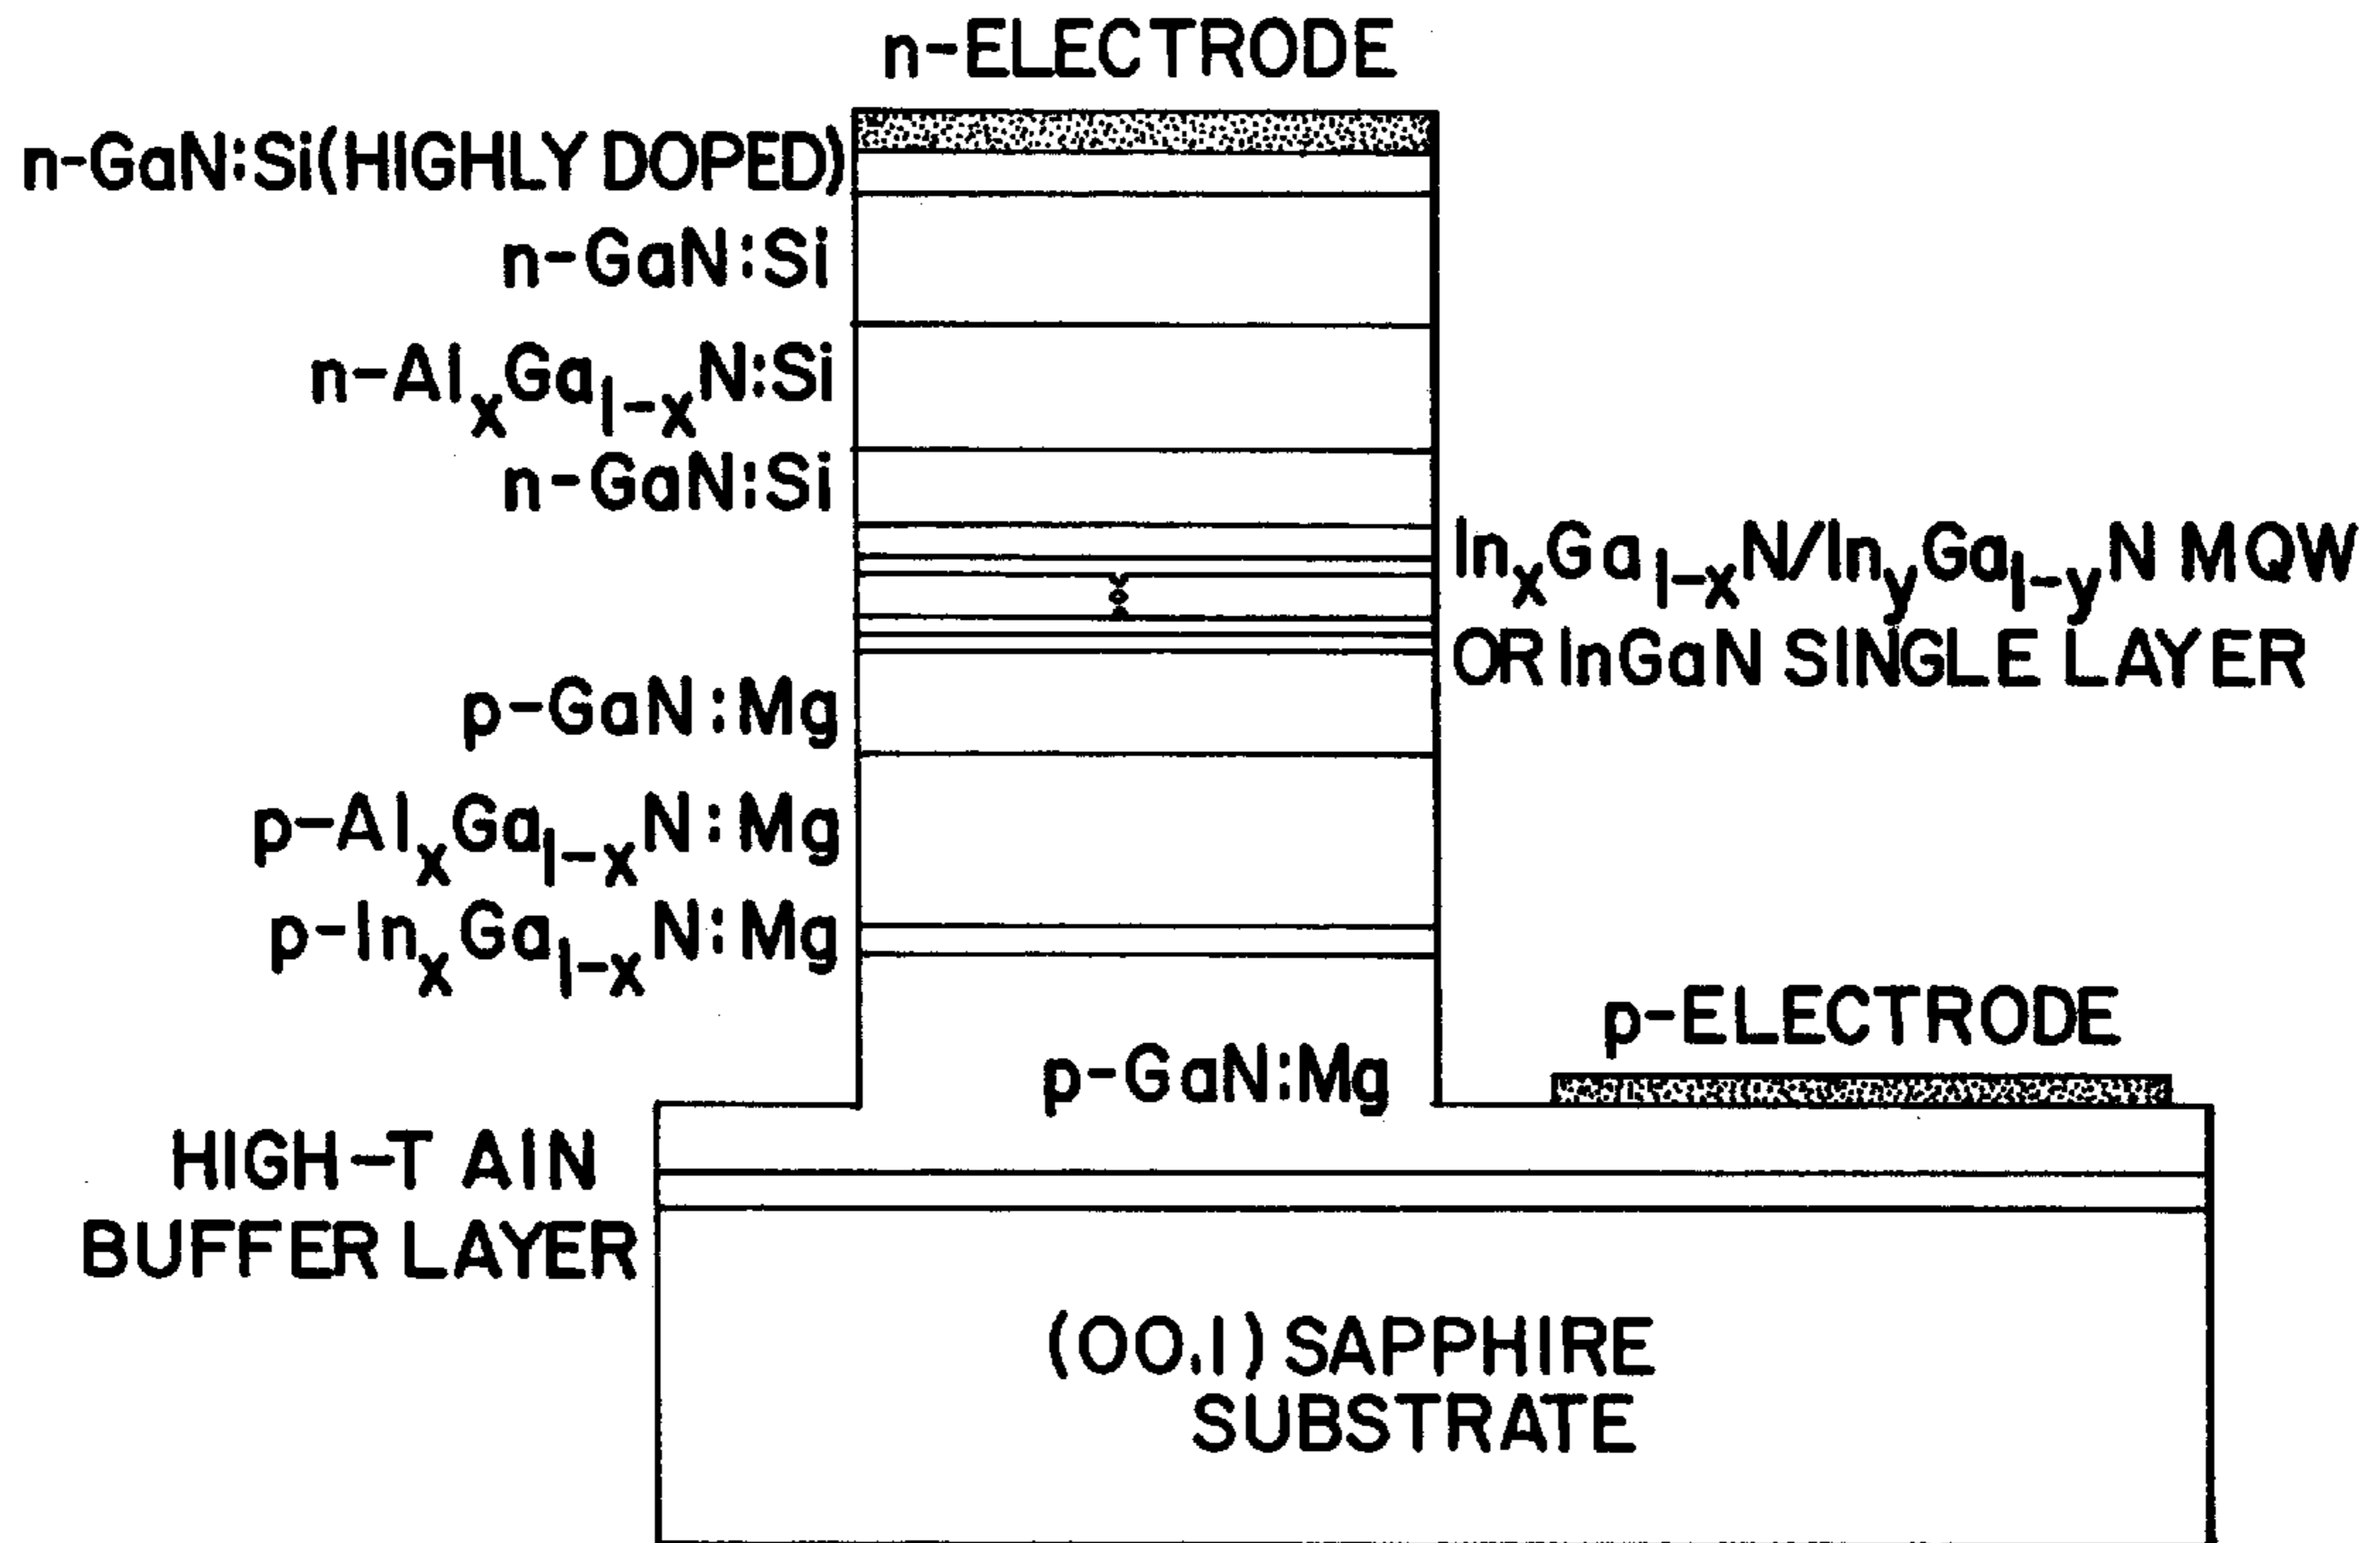 n-ELECTRODE
n-GaN:Si(HIGHLY DOPED)
n-GaN:Si
n-AlxGa1-xN:Si
n-GaN:Si
InxGa1-xN/InyGa1-yN MQW
OR InGaN SINGLE LAYER
p-GaN:Mg
p-AlxGa1-xN:Mg
p-InxGa1-xN:Mg
p-ELECTRODE
p-GaN:Mg
HIGH-T AlN
BUFFER LAYER
(00.1) SAPPHIRE
SUBSTRATE